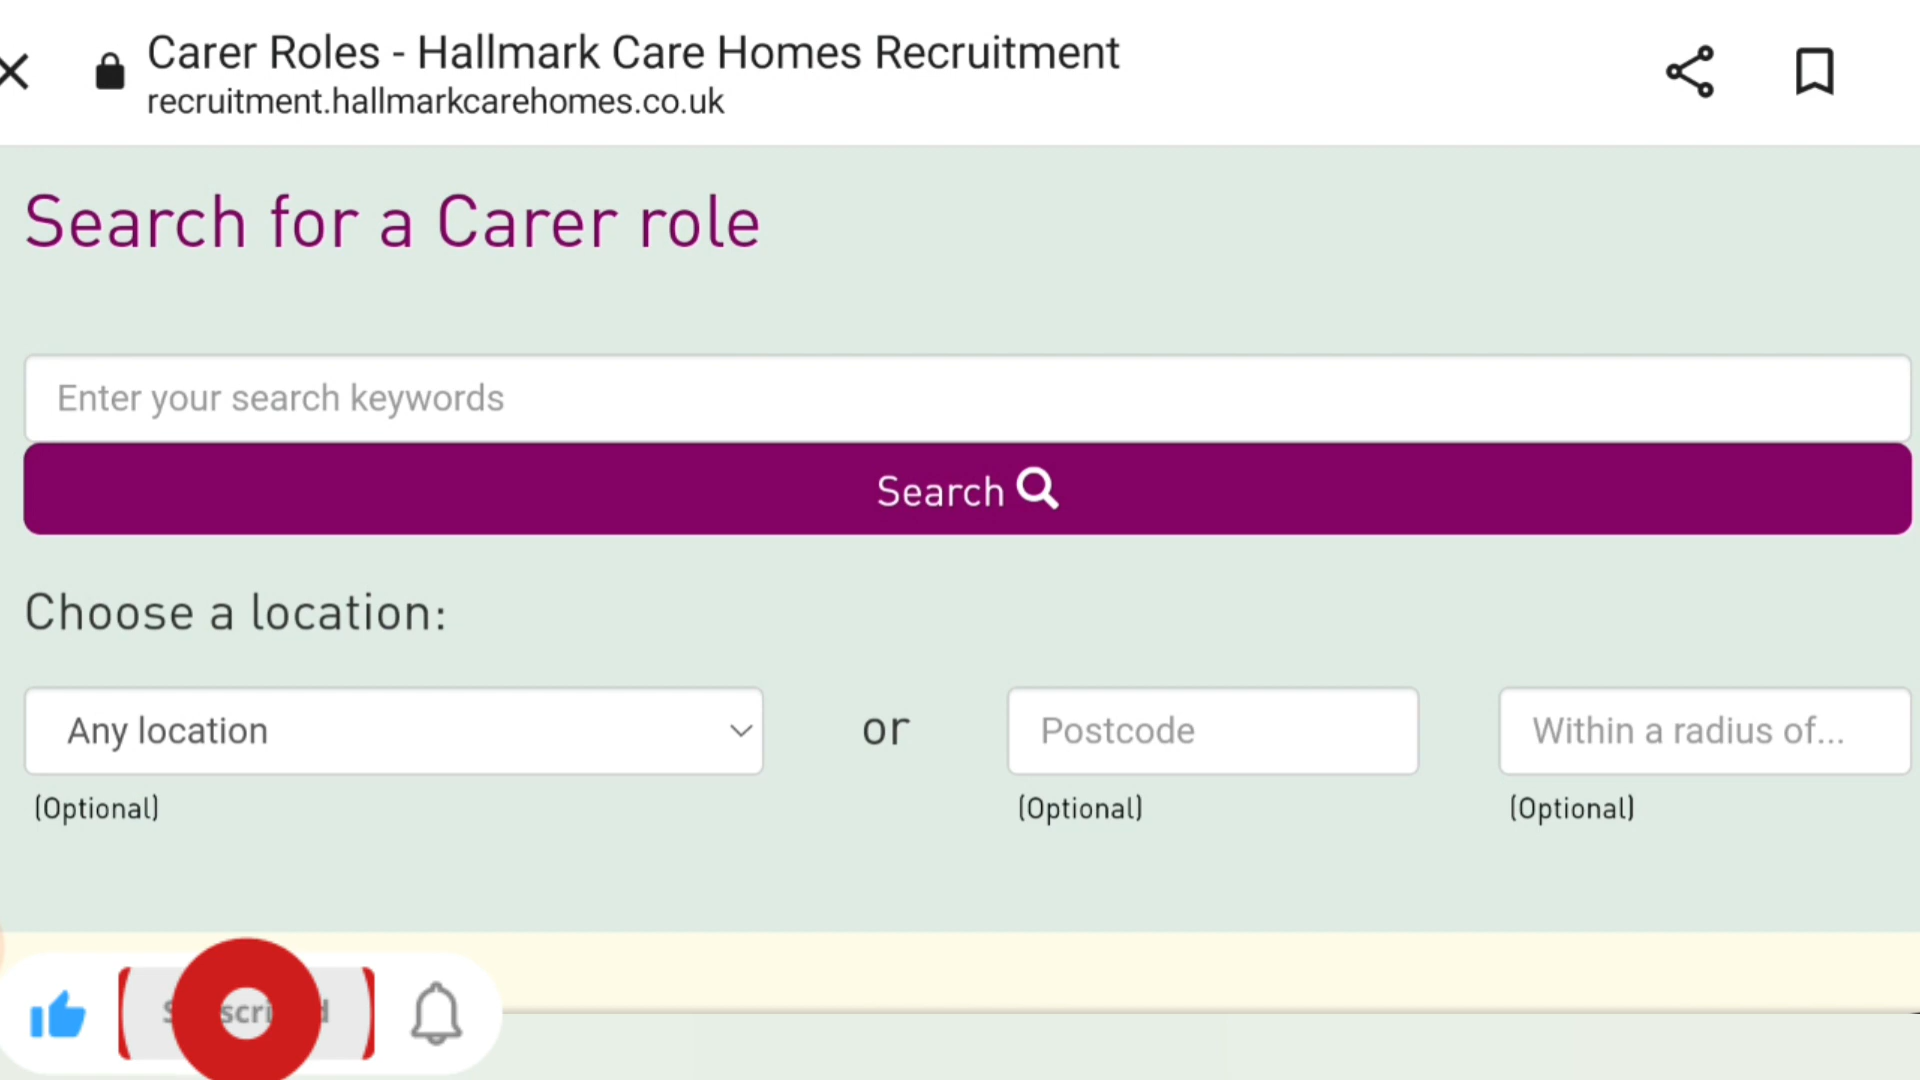 Carer Roles - Hallmark Care Homes Recruitment
recruitment.hallmarkcarehomes.co.uk
Search for a Carer role
Enter your search keywords
Search
Choose a location:
Any location or Postcode Within a radius of...
(Optional) (Optional) (Optional)